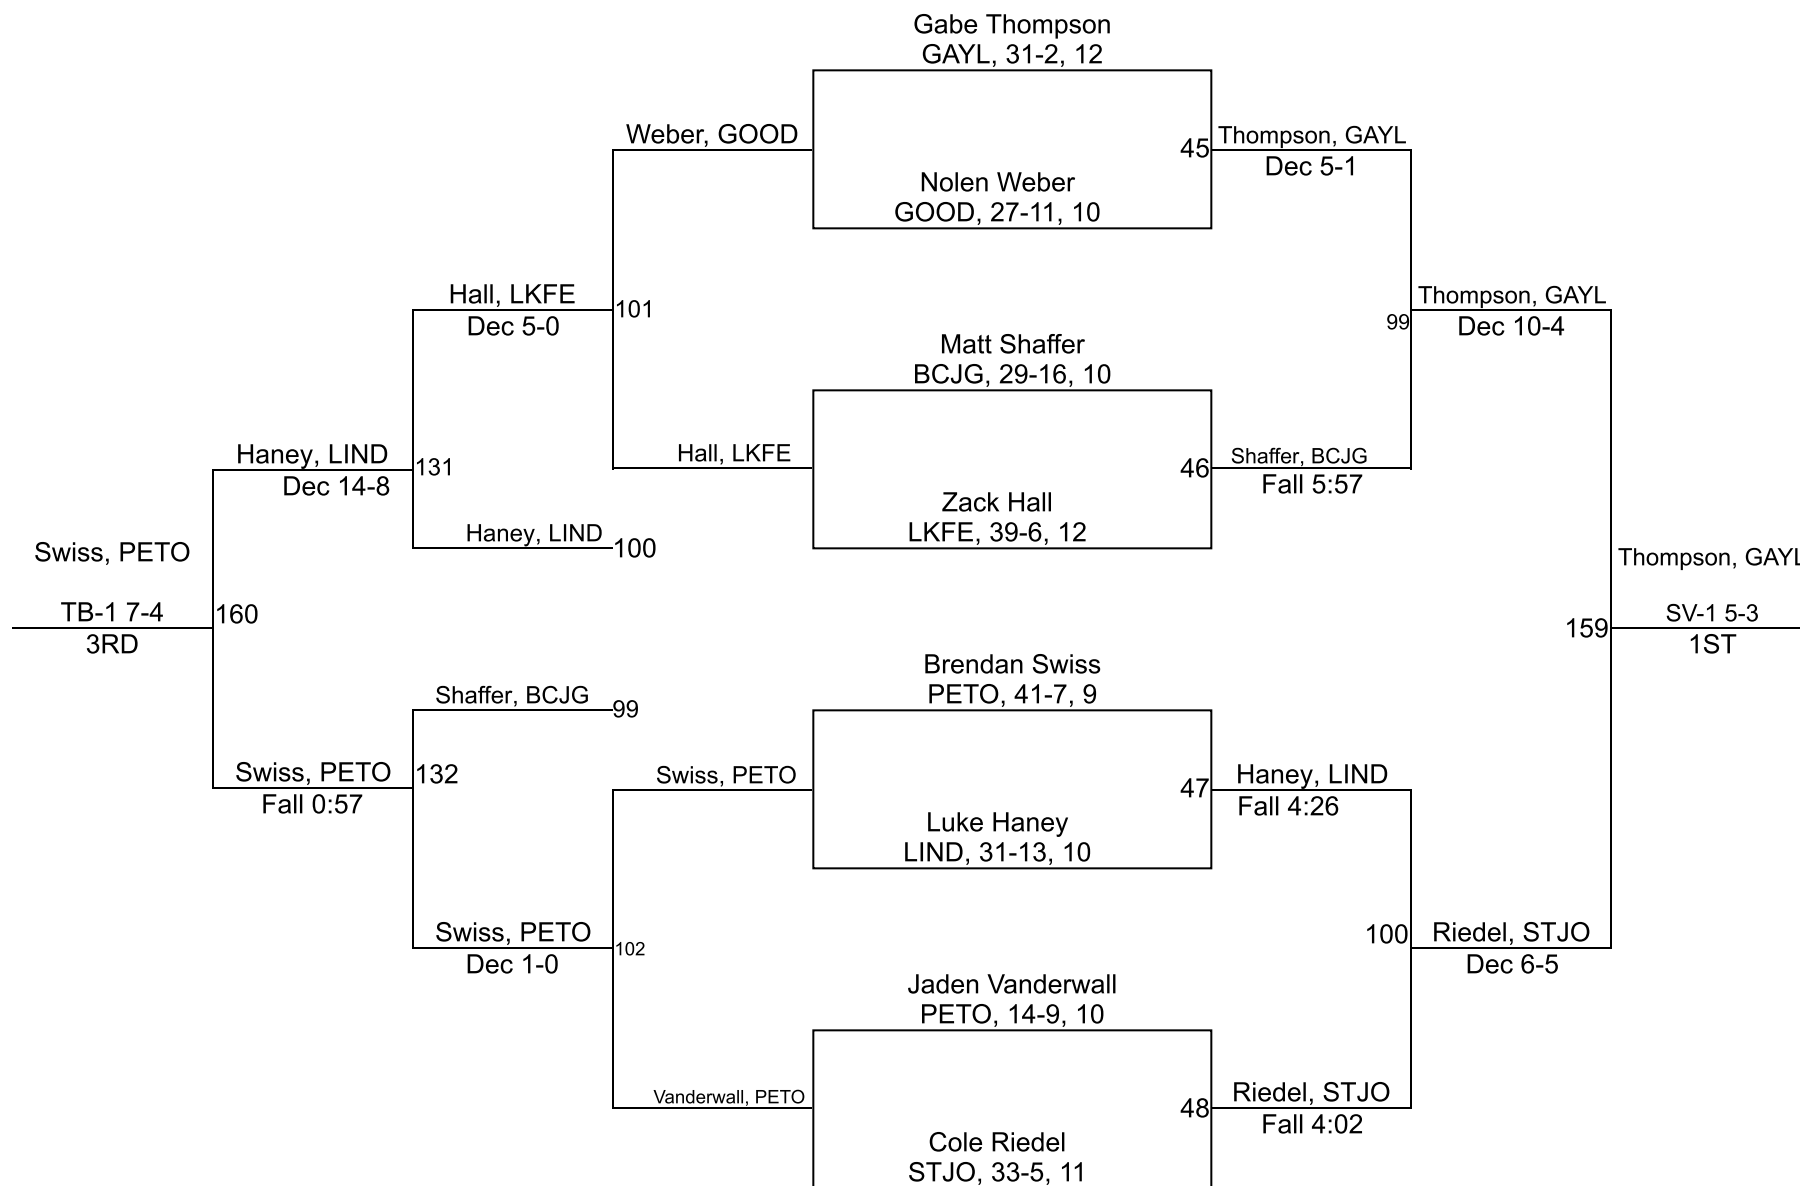 Gabe Thompson
GAYL, 31-2, 12
Weber, GOOD
45
Thompson, GAYL
Dec 5-1
Nolen Weber
GOOD, 27-11, 10
Hall, LKFE
Dec 5-0
101
99
Thompson, GAYL
Dec 10-4
Matt Shaffer
BCJG, 29-16, 10
Haney, LIND
Dec 14-8
131
Hall, LKFE
46
Shaffer, BCJG
Fall 5:57
Zack Hall
LKFE, 39-6, 12
Haney, LIND
100
Swiss, PETO
TB-1 7-4
3RD
160
Thompson, GAYL
159
SV-1 5-3
1ST
Brendan Swiss
PETO, 41-7, 9
Shaffer, BCJG
99
Swiss, PETO
Fall 0:57
132
Swiss, PETO
47
Haney, LIND
Fall 4:26
Luke Haney
LIND, 31-13, 10
Swiss, PETO
Dec 1-0
102
100
Riedel, STJO
Dec 6-5
Jaden Vanderwall
PETO, 14-9, 10
Vanderwall, PETO
48
Riedel, STJO
Fall 4:02
Cole Riedel
STJO, 33-5, 11